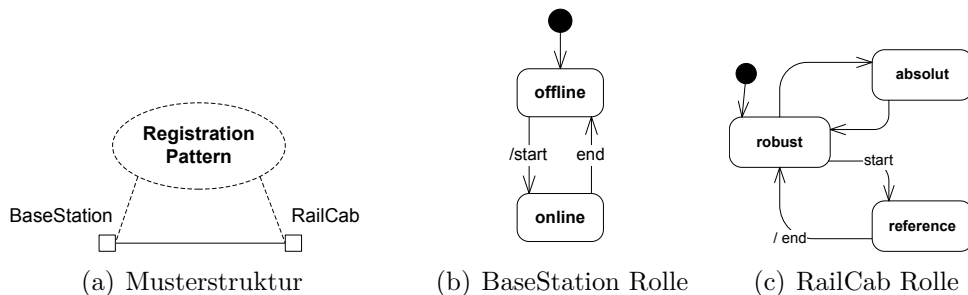 Registration
Pattern
BaseStation
RailCab
(a) Musterstruktur
offline
/start
end
online
(b) BaseStation Rolle
absolut
robust
start
reference
/ end
(c) RailCab Rolle